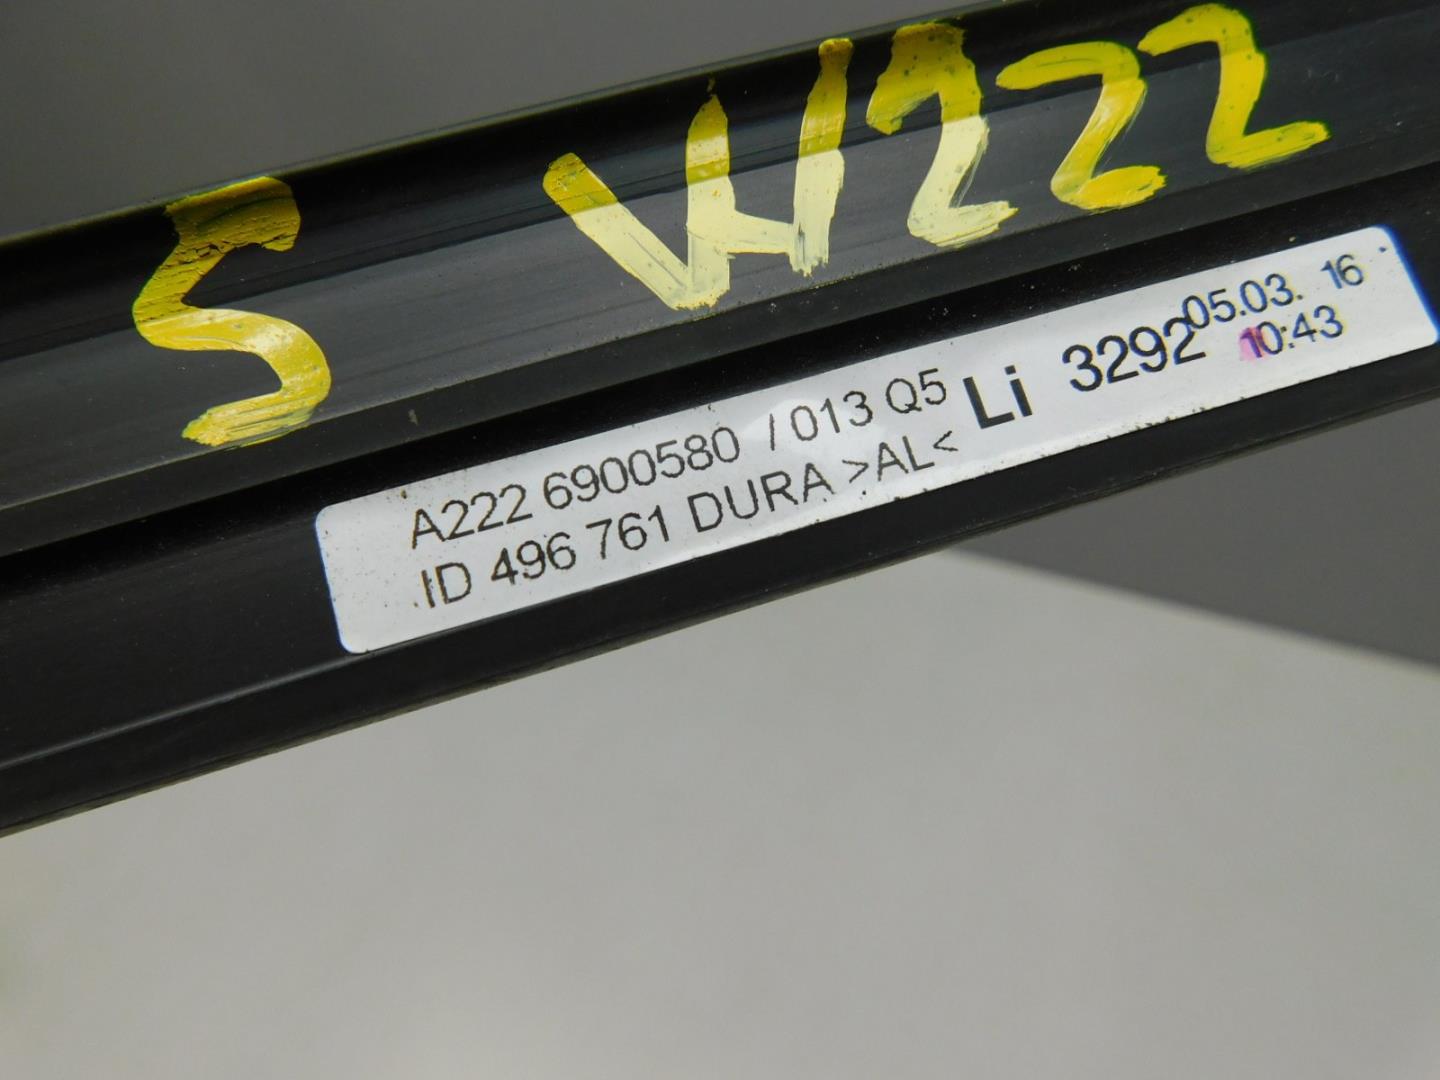 S W222
A222 6900580 / 013 Q5
ID 496 761 DURA >AL<
Li 3292
05.03. 16
10:43